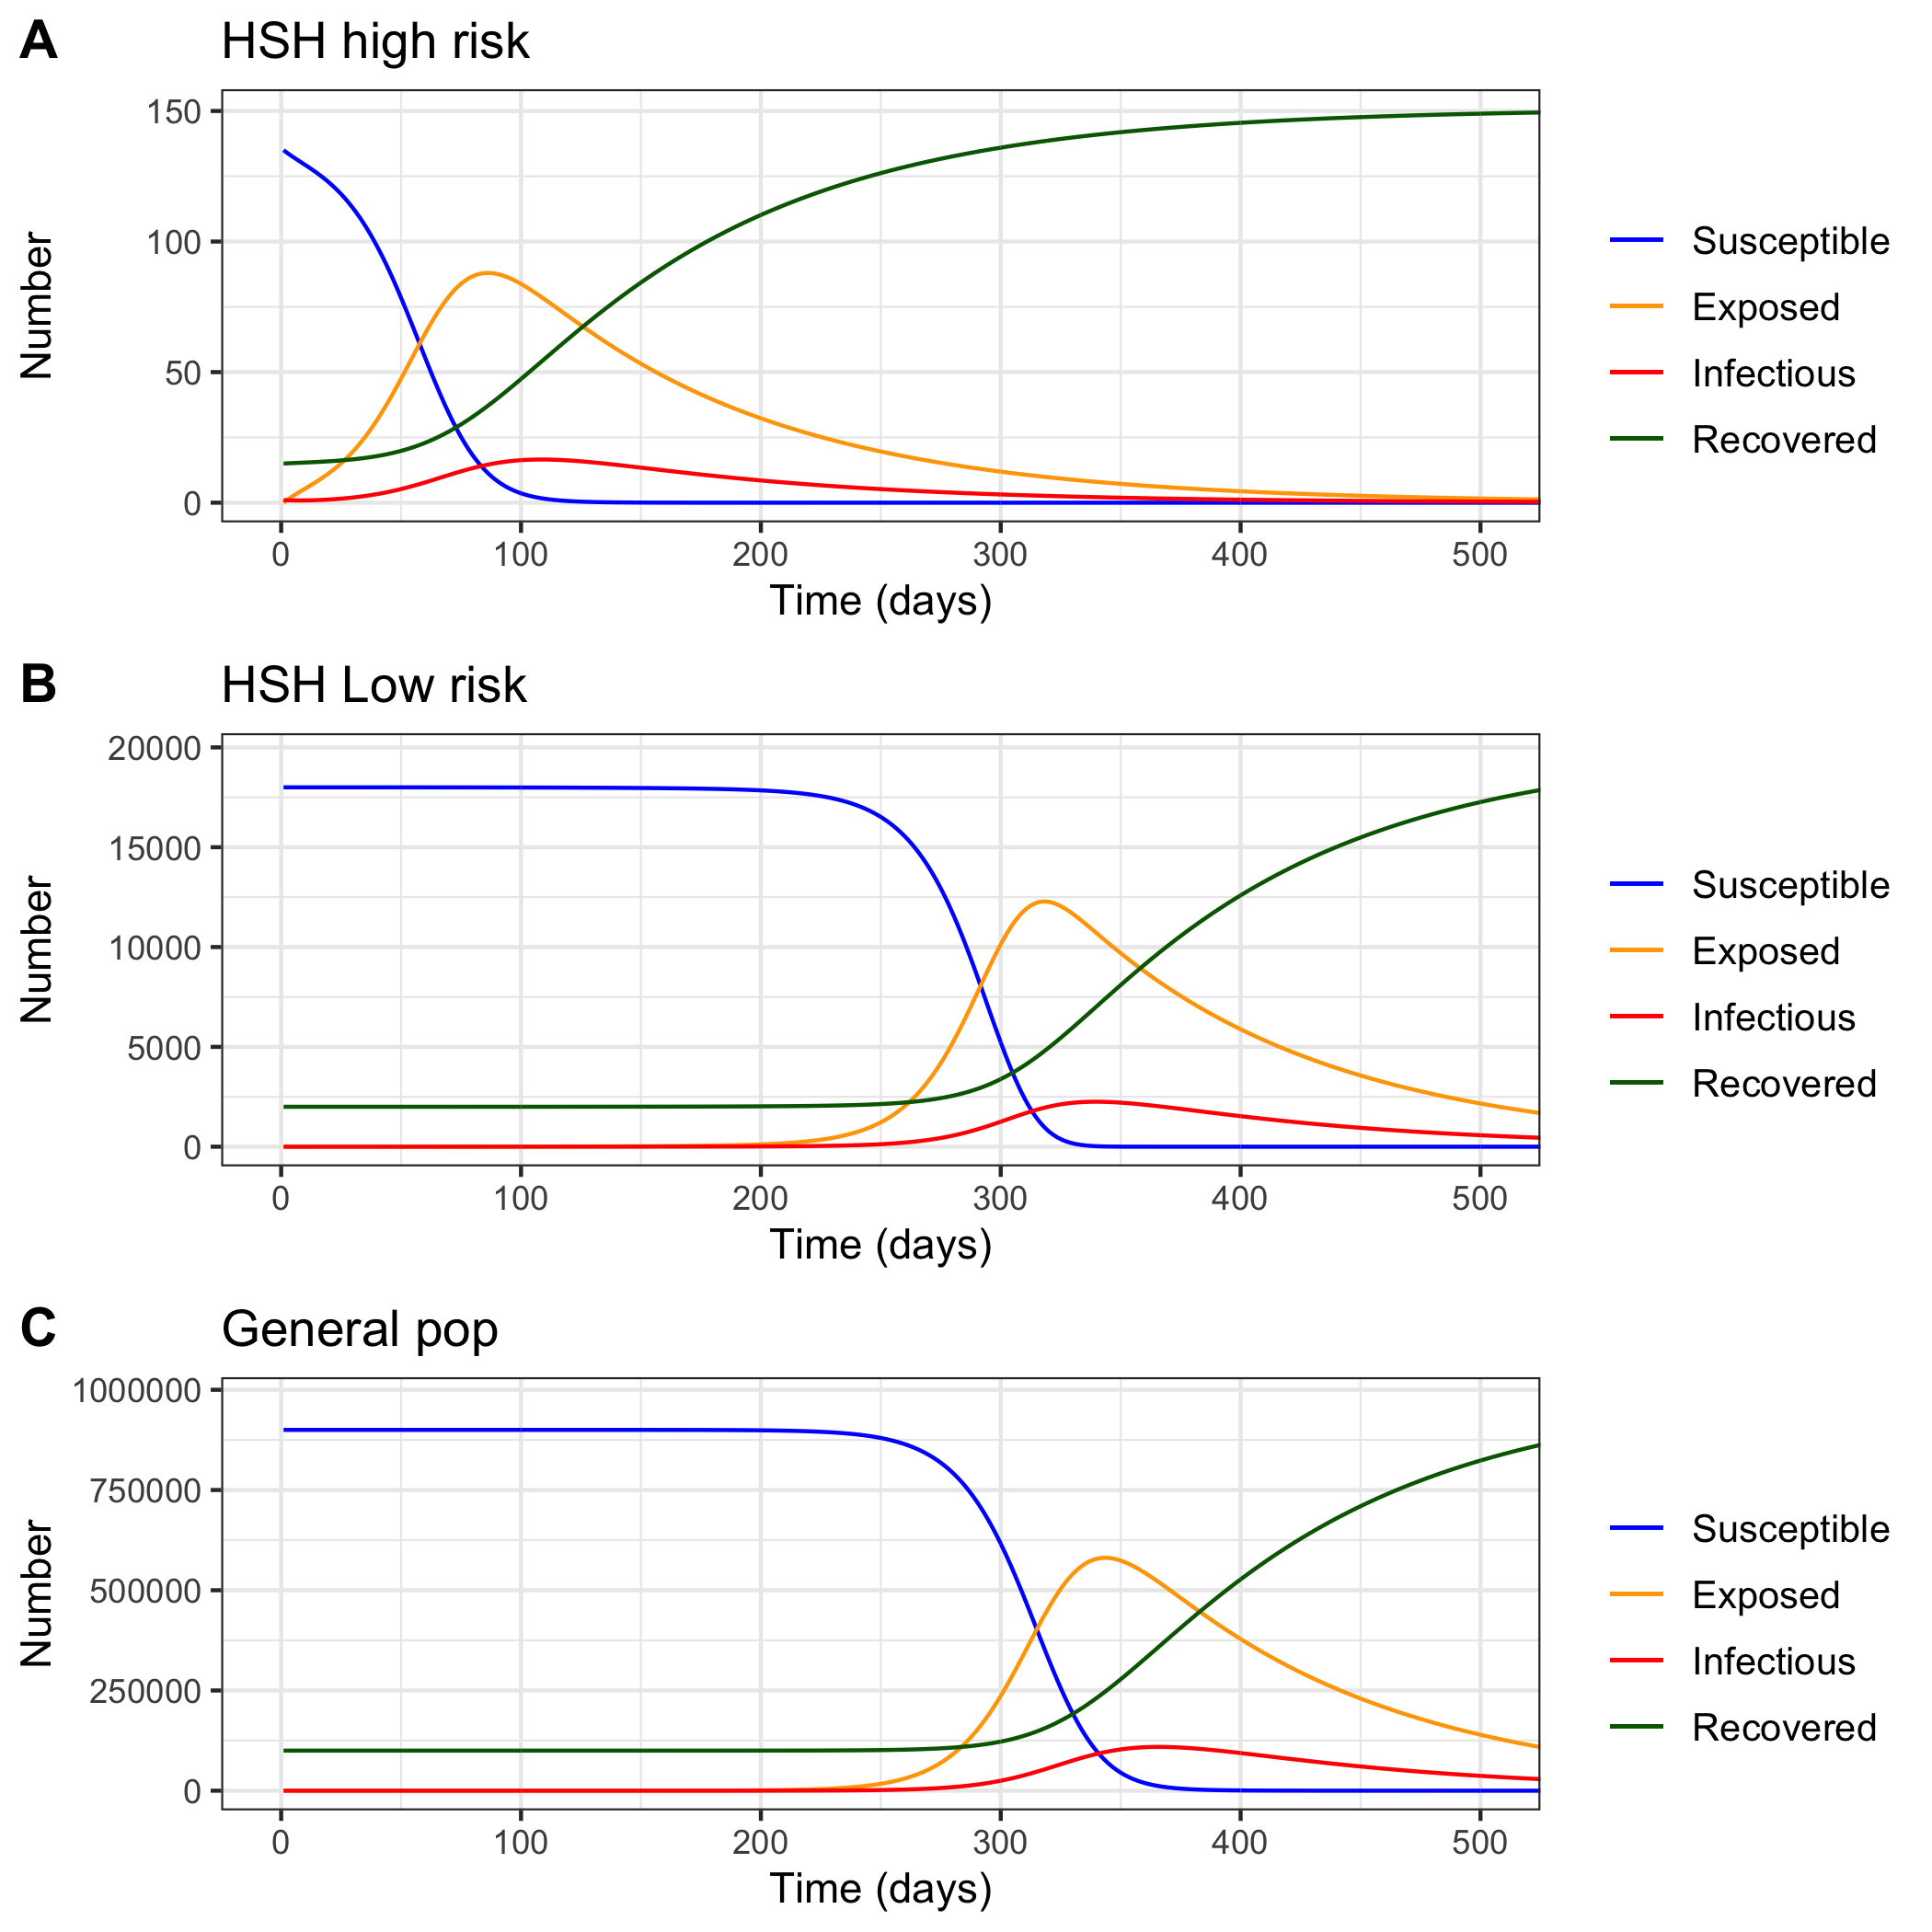 A HSH high risk
150
100
50
0
Number
0 100 200 300 400 500
Time (days)
Susceptible
Exposed
Infectious
Recovered
B HSH Low risk
20000
15000
10000
5000
0
Number
0 100 200 300 400 500
Time (days)
Susceptible
Exposed
Infectious
Recovered
C General pop
1000000
750000
500000
250000
0
Number
0 100 200 300 400 500
Time (days)
Susceptible
Exposed
Infectious
Recovered